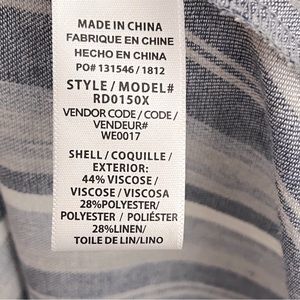 MADE IN CHINA
FABRIQUE EN CHINE
HECHO EN CHINA
PO# 131546 / 1812
STYLE / MODEL#
RD0150X
VENDOR CODE / CODE /
VENDEUR#
WE0017
SHELL / COQUILLE /
EXTERIOR:
44% VISCOSE /
VISCOSE / VISCOSA
28%POLYESTER/
POLYESTER / POLIÉSTER
28%LINEN/
TOILE DE LIN/LINO